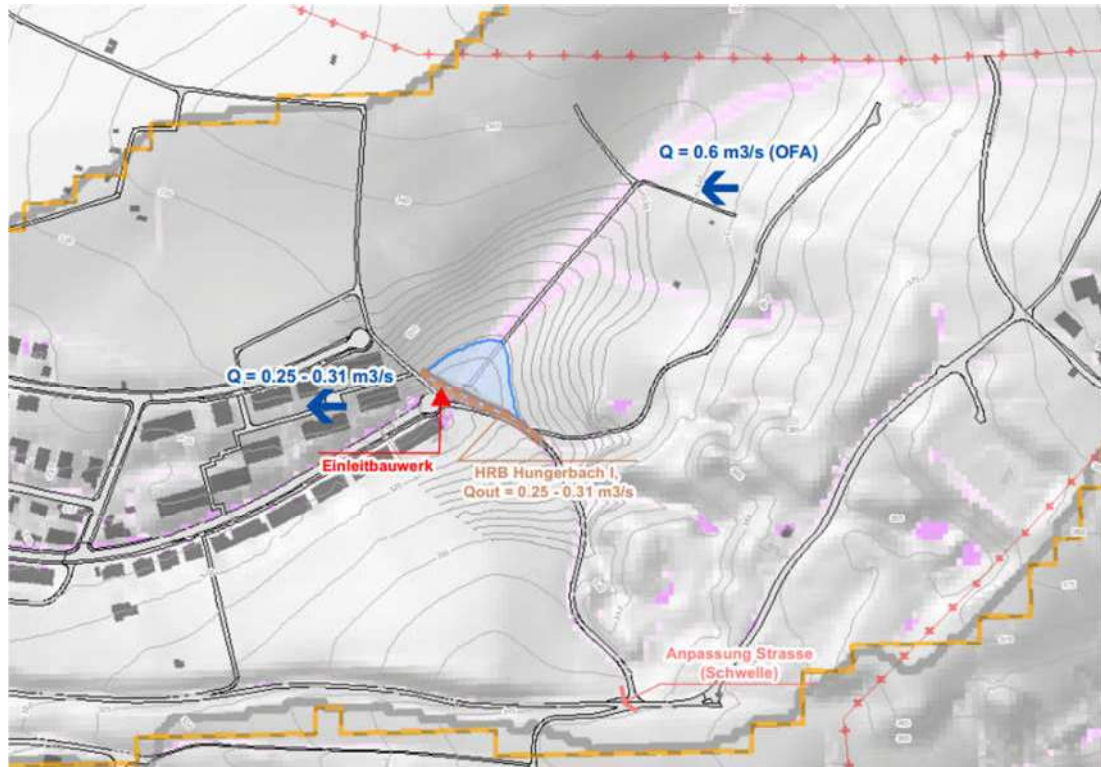 Q = 0.6 m3/s (OFA)
Q = 0.25 - 0.31 m3/s
Einleitbauwerk
HRB Hungerbach I,
Qout = 0.25 - 0.31 m3/s
Anpassung Strasse
(Schwelle)